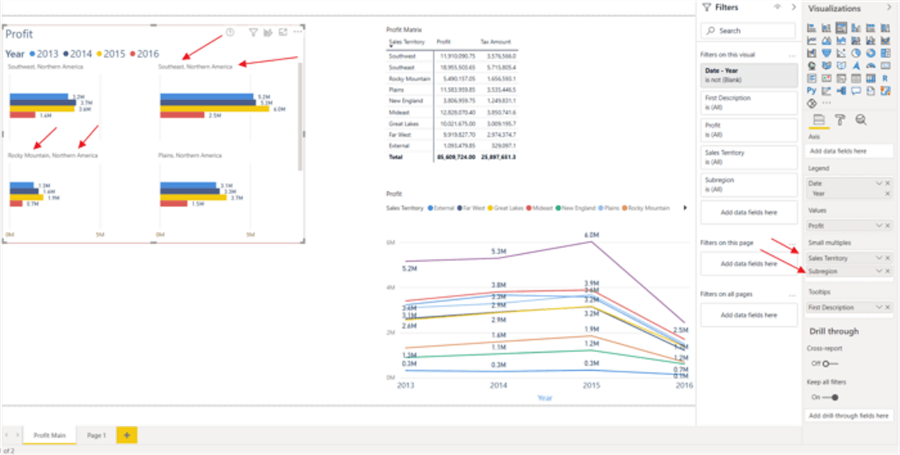 Profit
Year 2013 2014 2015 2016
Southwest, Northern America
Southeast, Northern America
3.7M
3.6M
1.6M
5.2M
5.3M
6.0M
2.5M
Rocky Mountain, Northern America
Plains, Northern America
1.3M
1.6M
1.9M
0.7M
3.1M
3.3M
3.7M
1.5M
0M
5M
0M
5M
Profit Matrix
Sales Territory Profit Tax Amount
Southwest 11,910,090.75 3,576,566.0
Southeast 18,955,503.65 5,715,805.4
Rocky Mountain 5,490,157.05 1,656,593.1
Plains 11,583,959.85 3,535,446.5
New England 3,806,959.75 1,249,831.1
Mideast 12,828,070.40 3,850,741.6
Great Lakes 10,021,675.00 3,009,195.7
Far West 9,919,827.70 2,974,374.7
External 1,093,479.85 329,097.1
Total 85,609,724.00 25,897,651.3
Profit
Sales Territory External Far West Great Lakes Mideast New England Plains Rocky Mountain
6M
4M
2M
0M
5.2M
5.3M
6.0M
2.5M
3.8M
3.9M
3.3M
2.9M
2.9M
3.2M
3.2M
3.1M
2.6M
1.3M
1.6M
1.9M
1.1M
1.2M
1.2M
0.3M
0.3M
0.3M
0.7M
0.1M
2013 2014 2015 2016
Year
Profit Main
Page 1
of 2
Filters
Search
Filters on this visual
Date - Year
is not (Blank)
First Description
is (All)
Profit
is (All)
Sales Territory
is (All)
Subregion
is (All)
Add data fields here
Filters on this page
Add data fields here
Filters on all pages
Add data fields here
Visualizations
R
Py
Axis
Add data fields here
Legend
Date
Year
Values
Profit
Small multiples
Sales Territory
Subregion
Tooltips
First Description
Drill through
Cross-report
Off
Keep all filters
On
Add drill-through fields here